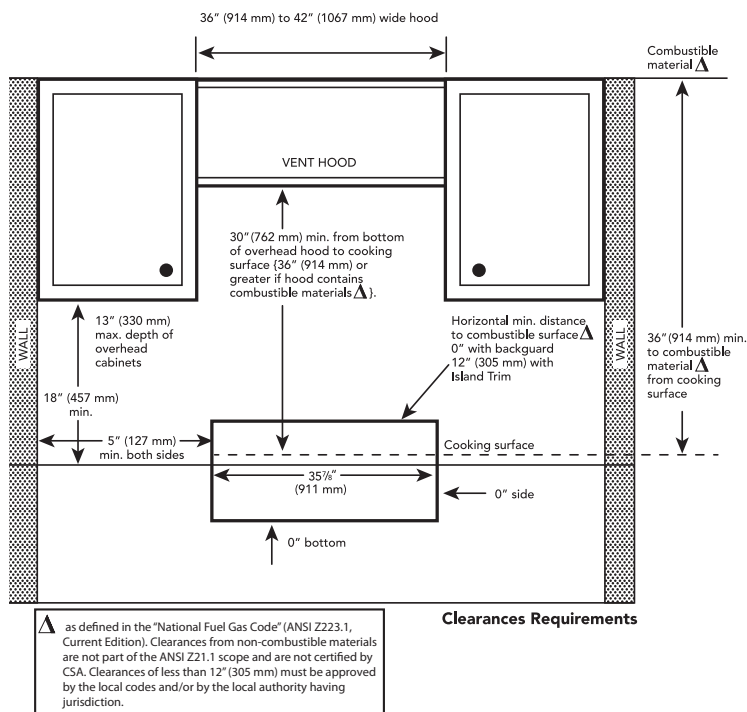 36” (914 mm) to 42” (1067 mm) wide hood
Combustible
material Δ
VENT HOOD
30” (762 mm) min. from bottom
of overhead hood to cooking
surface {36” (914 mm) or
greater if hood contains
combustible materials Δ }.
WALL
13” (330 mm)
max. depth of
overhead
cabinets
Horizontal min. distance
to combustible surface Δ
0” with backguard
12” (305 mm) with
Island Trim
WALL
36” (914 mm) min.
to combustible
material Δ
from cooking
surface
18” (457 mm)
min.
5” (127 mm)
min. both sides
Cooking surface
35⅞”
(911 mm)
0” side
0” bottom
Clearances Requirements
Δ as defined in the “National Fuel Gas Code” (ANSI Z223.1,
Current Edition). Clearances from non-combustible materials
are not part of the ANSI Z21.1 scope and are not certified by
CSA. Clearances of less than 12” (305 mm) must be approved
by the local codes and/or by the local authority having
jurisdiction.